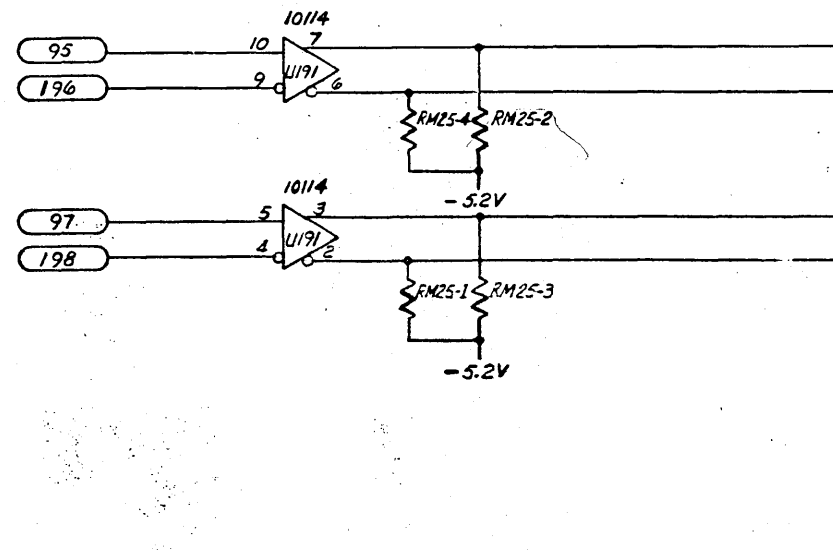 10114
95 10 7
U191
196 9 6
RM25-4 RM25-2
-5.2V
10114
97 5 3
U191
198 4 2
RM25-1 RM25-3
-5.2V